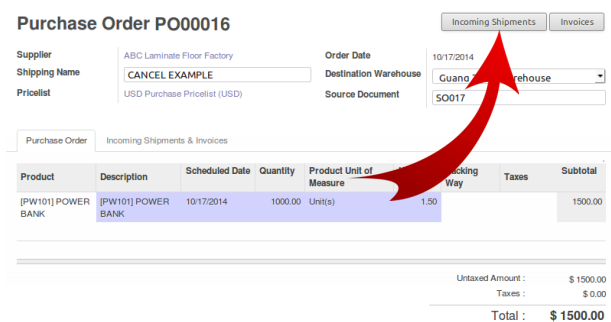 Purchase Order PO00016
Incoming Shipments Invoices
Supplier ABC Laminate Floor Factory Order Date 10/17/2014
Shipping Name CANCEL EXAMPLE Destination Warehouse Guang house
Pricelist USD Purchase Pricelist (USD) Source Document SO017
Purchase Order Incoming Shipments & Invoices
Product Description Scheduled Date Quantity Product Unit of Measure Way Taxes Subtotal
[PW101] POWER BANK [PW101] POWER BANK 10/17/2014 1000.00 Unit(s) 1.50 1500.00
Untaxed Amount : $ 1500.00
Taxes : $ 0.00
Total : $ 1500.00